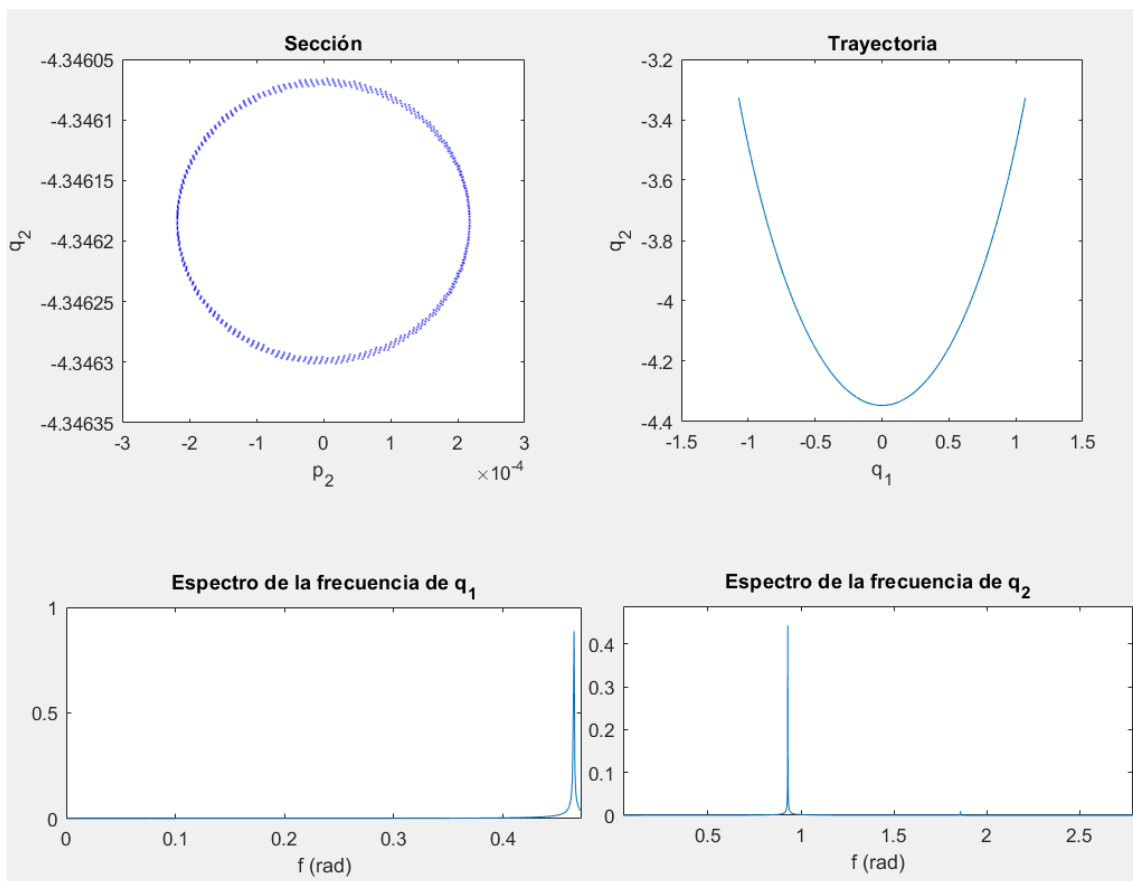 Sección
-4.34605
-4.3461
-4.34615
-4.3462
-4.34625
-4.3463
-4.34635
q2
-3 -2 -1 0 1 2 3
p2 ×10-4
Trayectoria
-3.2
-3.4
-3.6
-3.8
-4
-4.2
-4.4
q2
-1.5 -1 -0.5 0 0.5 1 1.5
q1
Espectro de la frecuencia de q1
1
0.5
0
0 0.1 0.2 0.3 0.4
f (rad)
Espectro de la frecuencia de q2
0.4
0.3
0.2
0.1
0
0.5 1 1.5 2 2.5
f (rad)